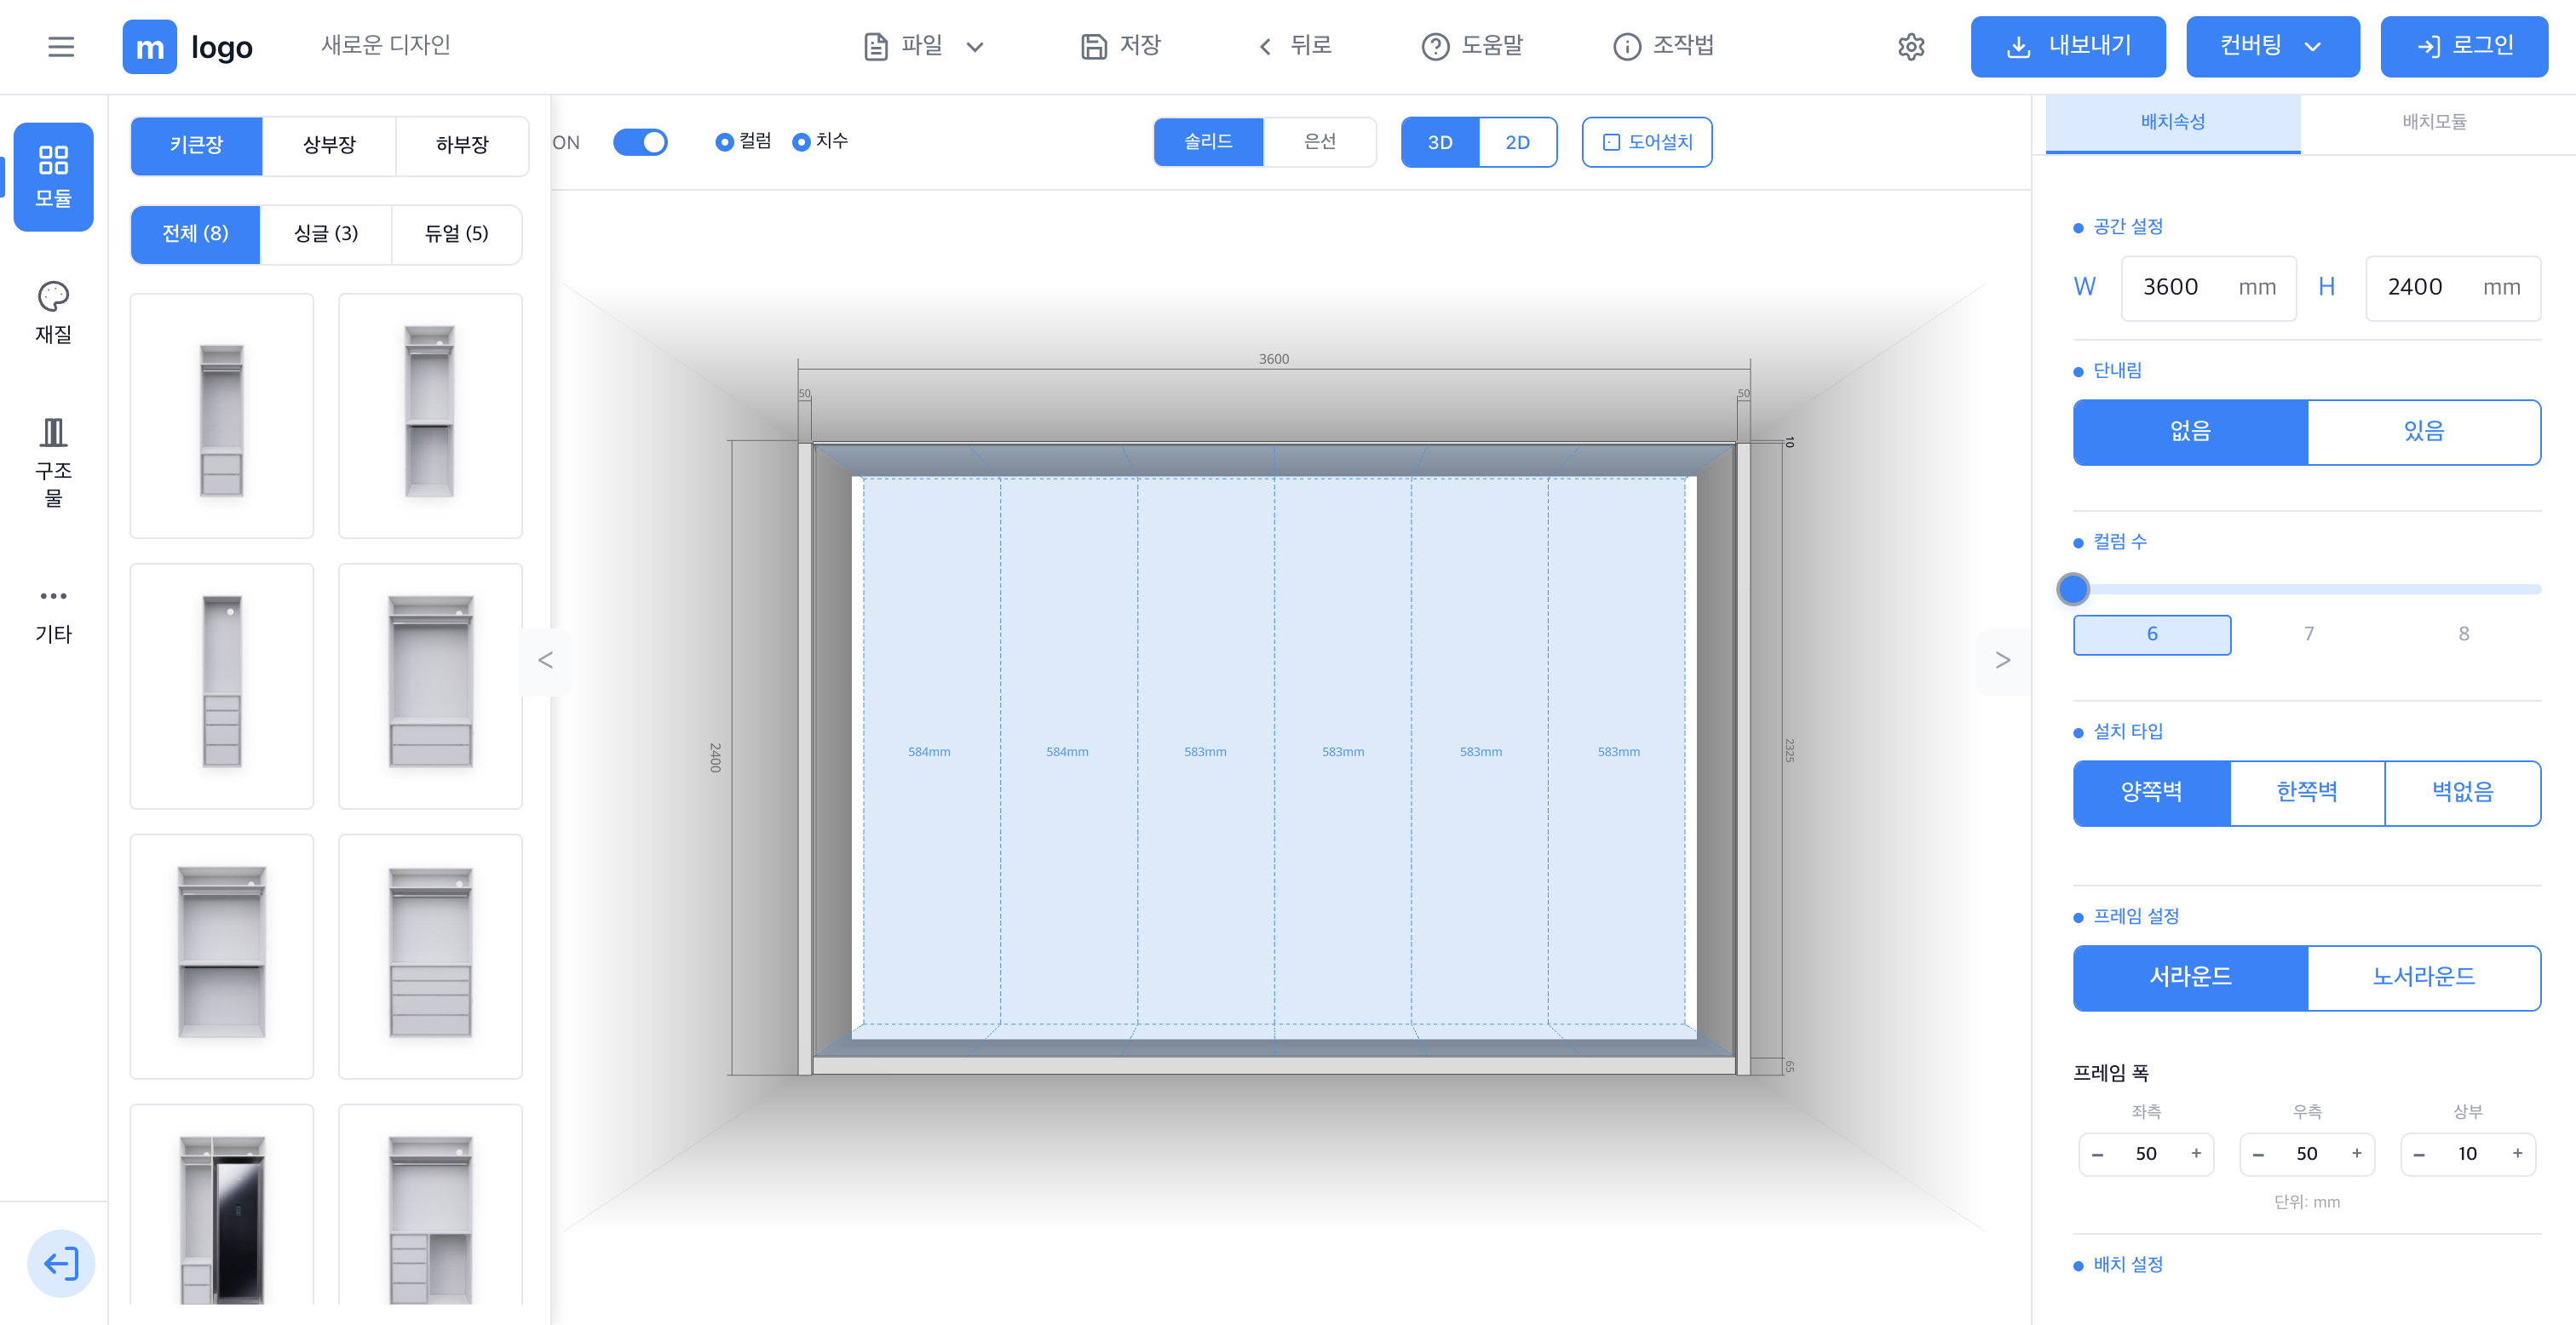 m logo
새로운 디자인
파일
저장
뒤로
도움말
조작법
내보내기
컨버팅
로그인
모듈
재질
구조
물
기타
키큰장
상부장
하부장
전체 (8)
싱글 (3)
듀얼 (5)
<
ON
컬럼
치수
솔리드
은선
3D
2D
도어설치
3600
50
50
10
2400
2325
65
584mm
584mm
583mm
583mm
583mm
583mm
>
배치속성
배치모듈
공간 설정
W 3600 mm H 2400 mm
단내림
없음
있음
컬럼 수
6
7
8
설치 타입
양쪽벽
한쪽벽
벽없음
프레임 설정
서라운드
노서라운드
프레임 폭
좌측
우측
상부
− 50 +
− 50 +
− 10 +
단위: mm
배치 설정